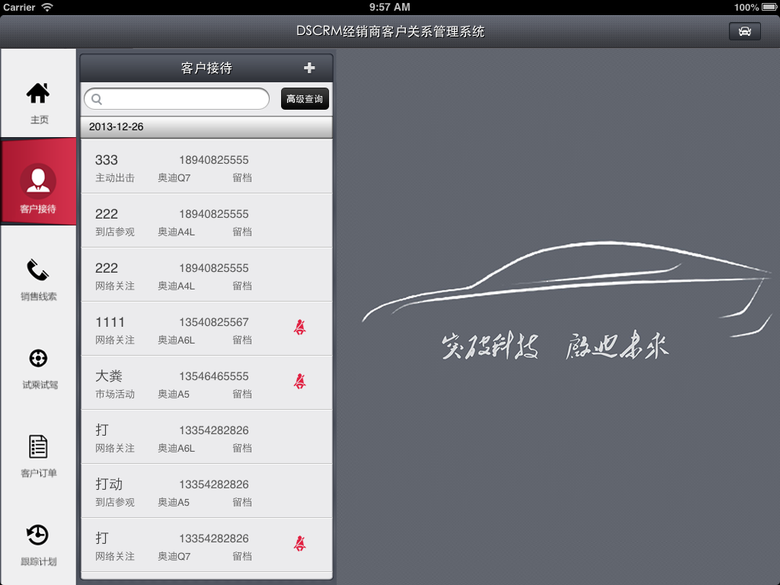 Carrier 9:57 AM 100%
DSCRM经销商客户关系管理系统
主页
客户接待
销售线索
试乘试驾
客户订单
跟踪计划
客户接待 +
高级查询
2013-12-26
333 18940825555
主动出击 奥迪Q7 留档
222 18940825555
到店参观 奥迪A4L 留档
222 18940825555
网络关注 奥迪A4L 留档
1111 13540825567
网络关注 奥迪A6L 留档
大粪 13546465555
市场活动 奥迪A5 留档
打 13354282826
网络关注 奥迪A6L 留档
打动 13354282826
到店参观 奥迪A5 留档
打 13354282826
网络关注 奥迪Q7 留档
突破科技 启迪未来